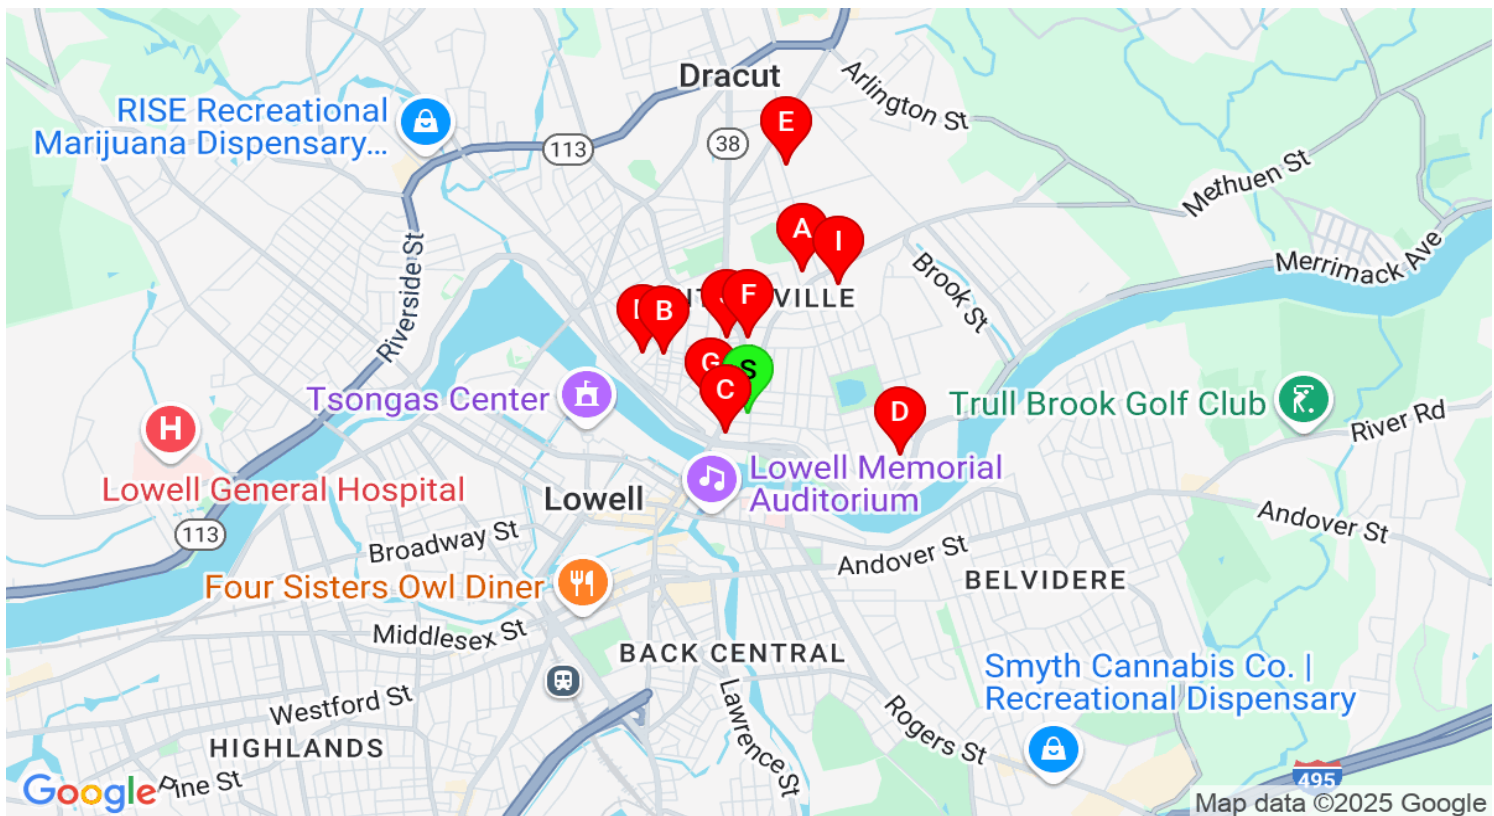 Dracut
Arlington St
RISE Recreational
Marijuana Dispensary...
E
113
38
Methuen St
A
I
Riverside St
Brook St
Merrimack Ave
F
VILLE
B
G
S
C
D
Tsongas Center
Trull Brook Golf Club
River Rd
H
Lowell General Hospital
Lowell Memorial
Auditorium
Lowell
113
Broadway St
Andover St
Andover St
Four Sisters Owl Diner
BELVIDERE
Middlesex St
BACK CENTRAL
Smyth Cannabis Co. |
Recreational Dispensary
Westford St
Lawrence St
Rogers St
HIGHLANDS
Pine St
495
Google
Map data ©2025 Google